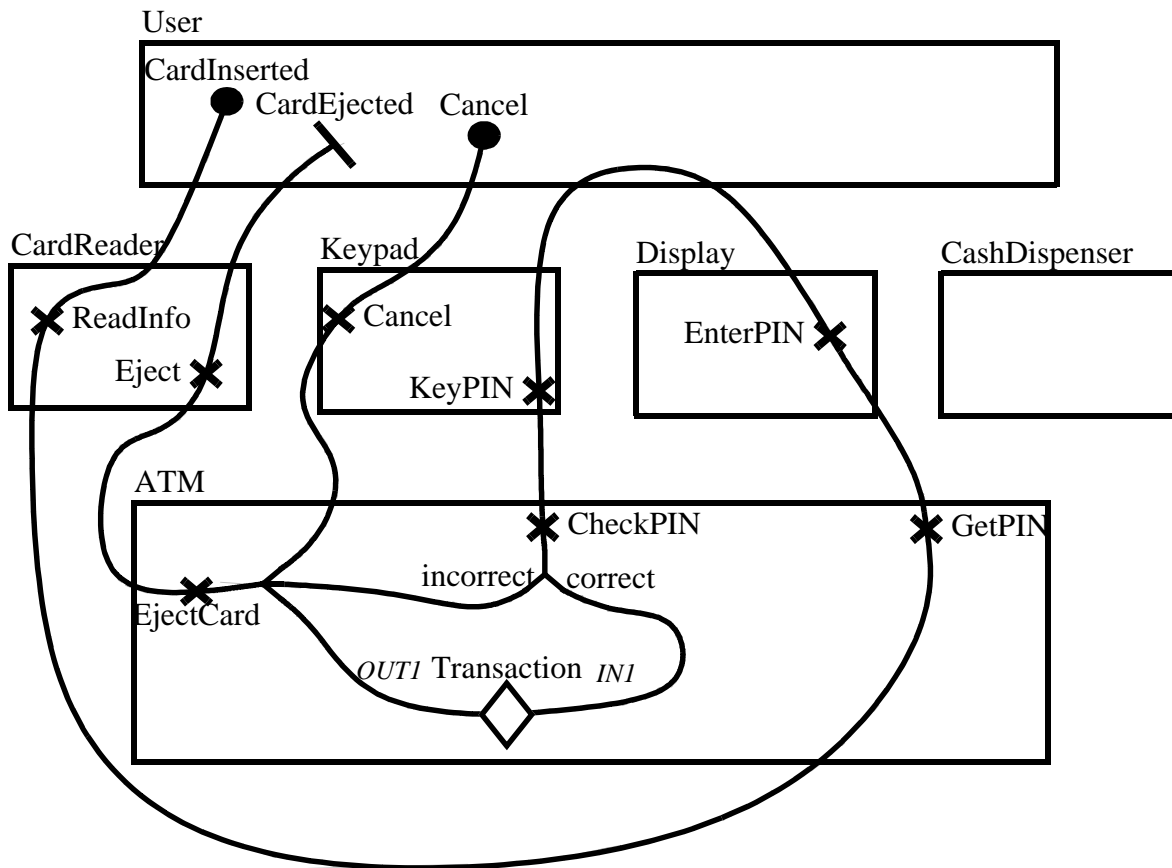 User
CardInserted
CardEjected
Cancel
CardReader
Keypad
Display
CashDispenser
ReadInfo
Cancel
EnterPIN
Eject
KeyPIN
ATM
CheckPIN
GetPIN
incorrect
correct
EjectCard
OUT1 Transaction IN1